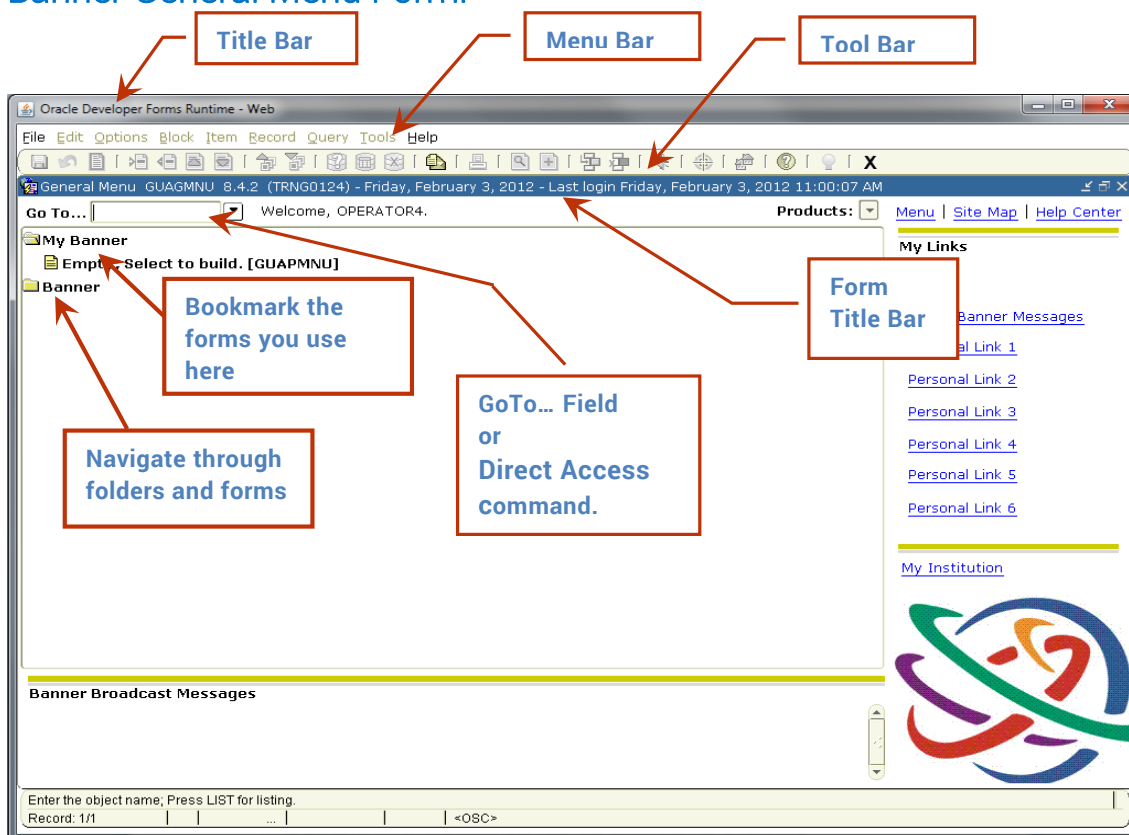 Banner General Menu Form.
Title Bar
Menu Bar
Tool Bar
Oracle Developer Forms Runtime - Web
File Edit Options Block Item Record Query Tools Help
X
General Menu GUAGMNU 8.4.2 (TRNG0124) - Friday, February 3, 2012 - Last login Friday, February 3, 2012 11:00:07 AM
Go To... Welcome, OPERATOR4. Products: Menu | Site Map | Help Center
My Banner
My Links
Select to build. [GUAPMNU]
Banner
Bookmark the
forms you use
here
Form
Title Bar
Banner Messages
Link 1
Personal Link 2
Personal Link 3
Personal Link 4
Personal Link 5
Personal Link 6
GoTo... Field
or
Direct Access
command.
Navigate through
folders and forms
My Institution
Banner Broadcast Messages
Enter the object name; Press LIST for listing.
Record: 1/1 ... <OSC>